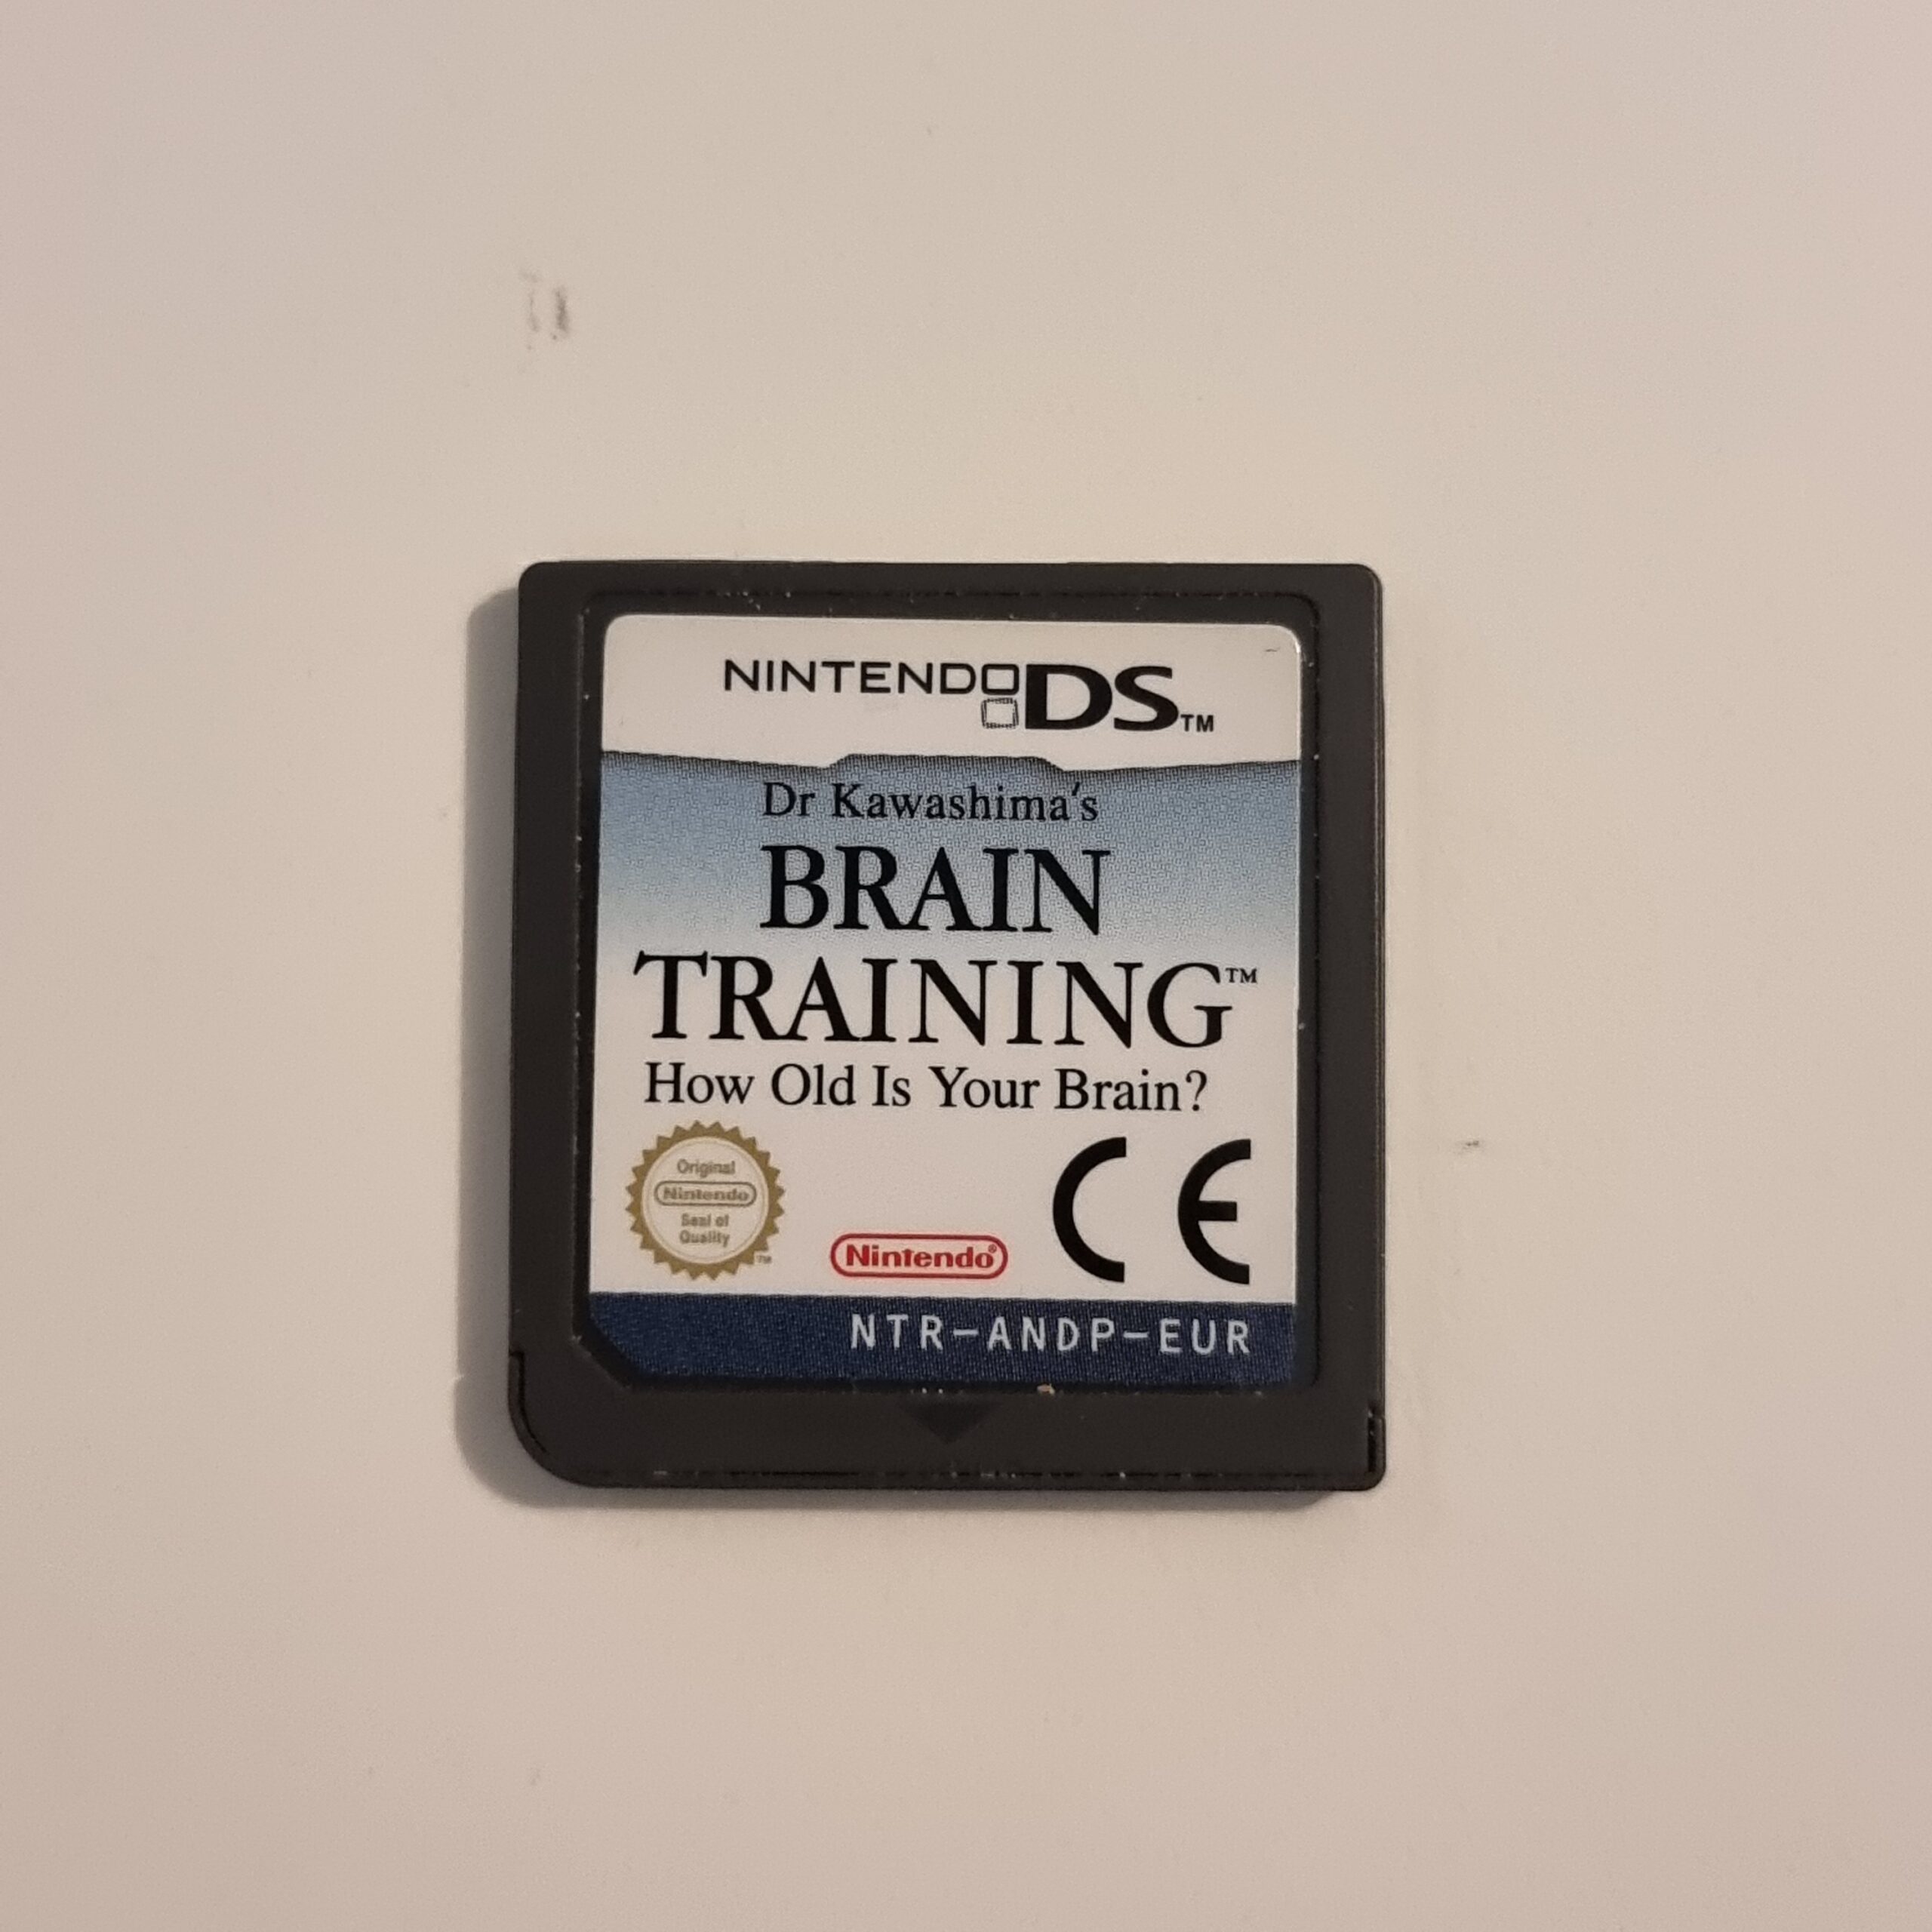 NINTENDO DS™
Dr Kawashima's
BRAIN
TRAINING™
How Old Is Your Brain?
Original
Nintendo
Seal of
Quality
™
Nintendo®
CE
NTR-ANDP-EUR